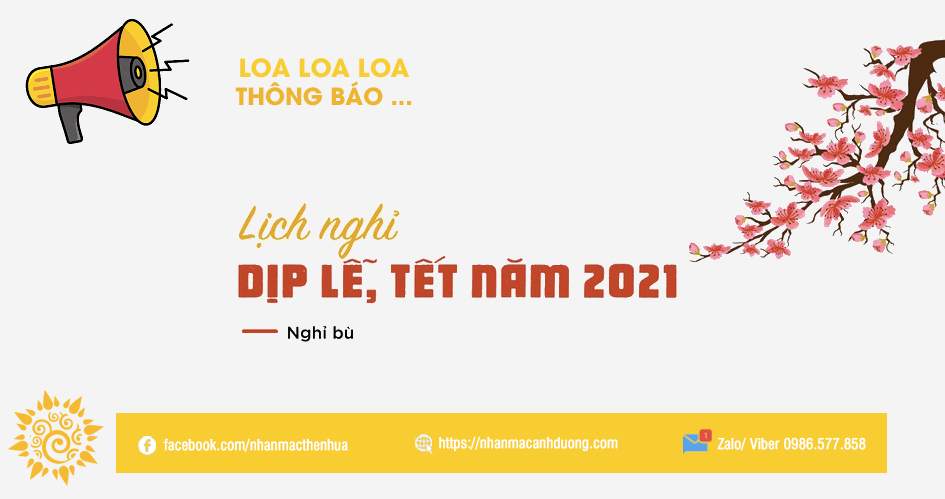 LOA LOA LOA
THÔNG BÁO ...
Lịch nghỉ
DỊP LỄ, TẾT NĂM 2021
Nghỉ bù
facebook.com/nhanmacthenhua
https://nhanmacanhduong.com
1
Zalo/ Viber 0986.577.858